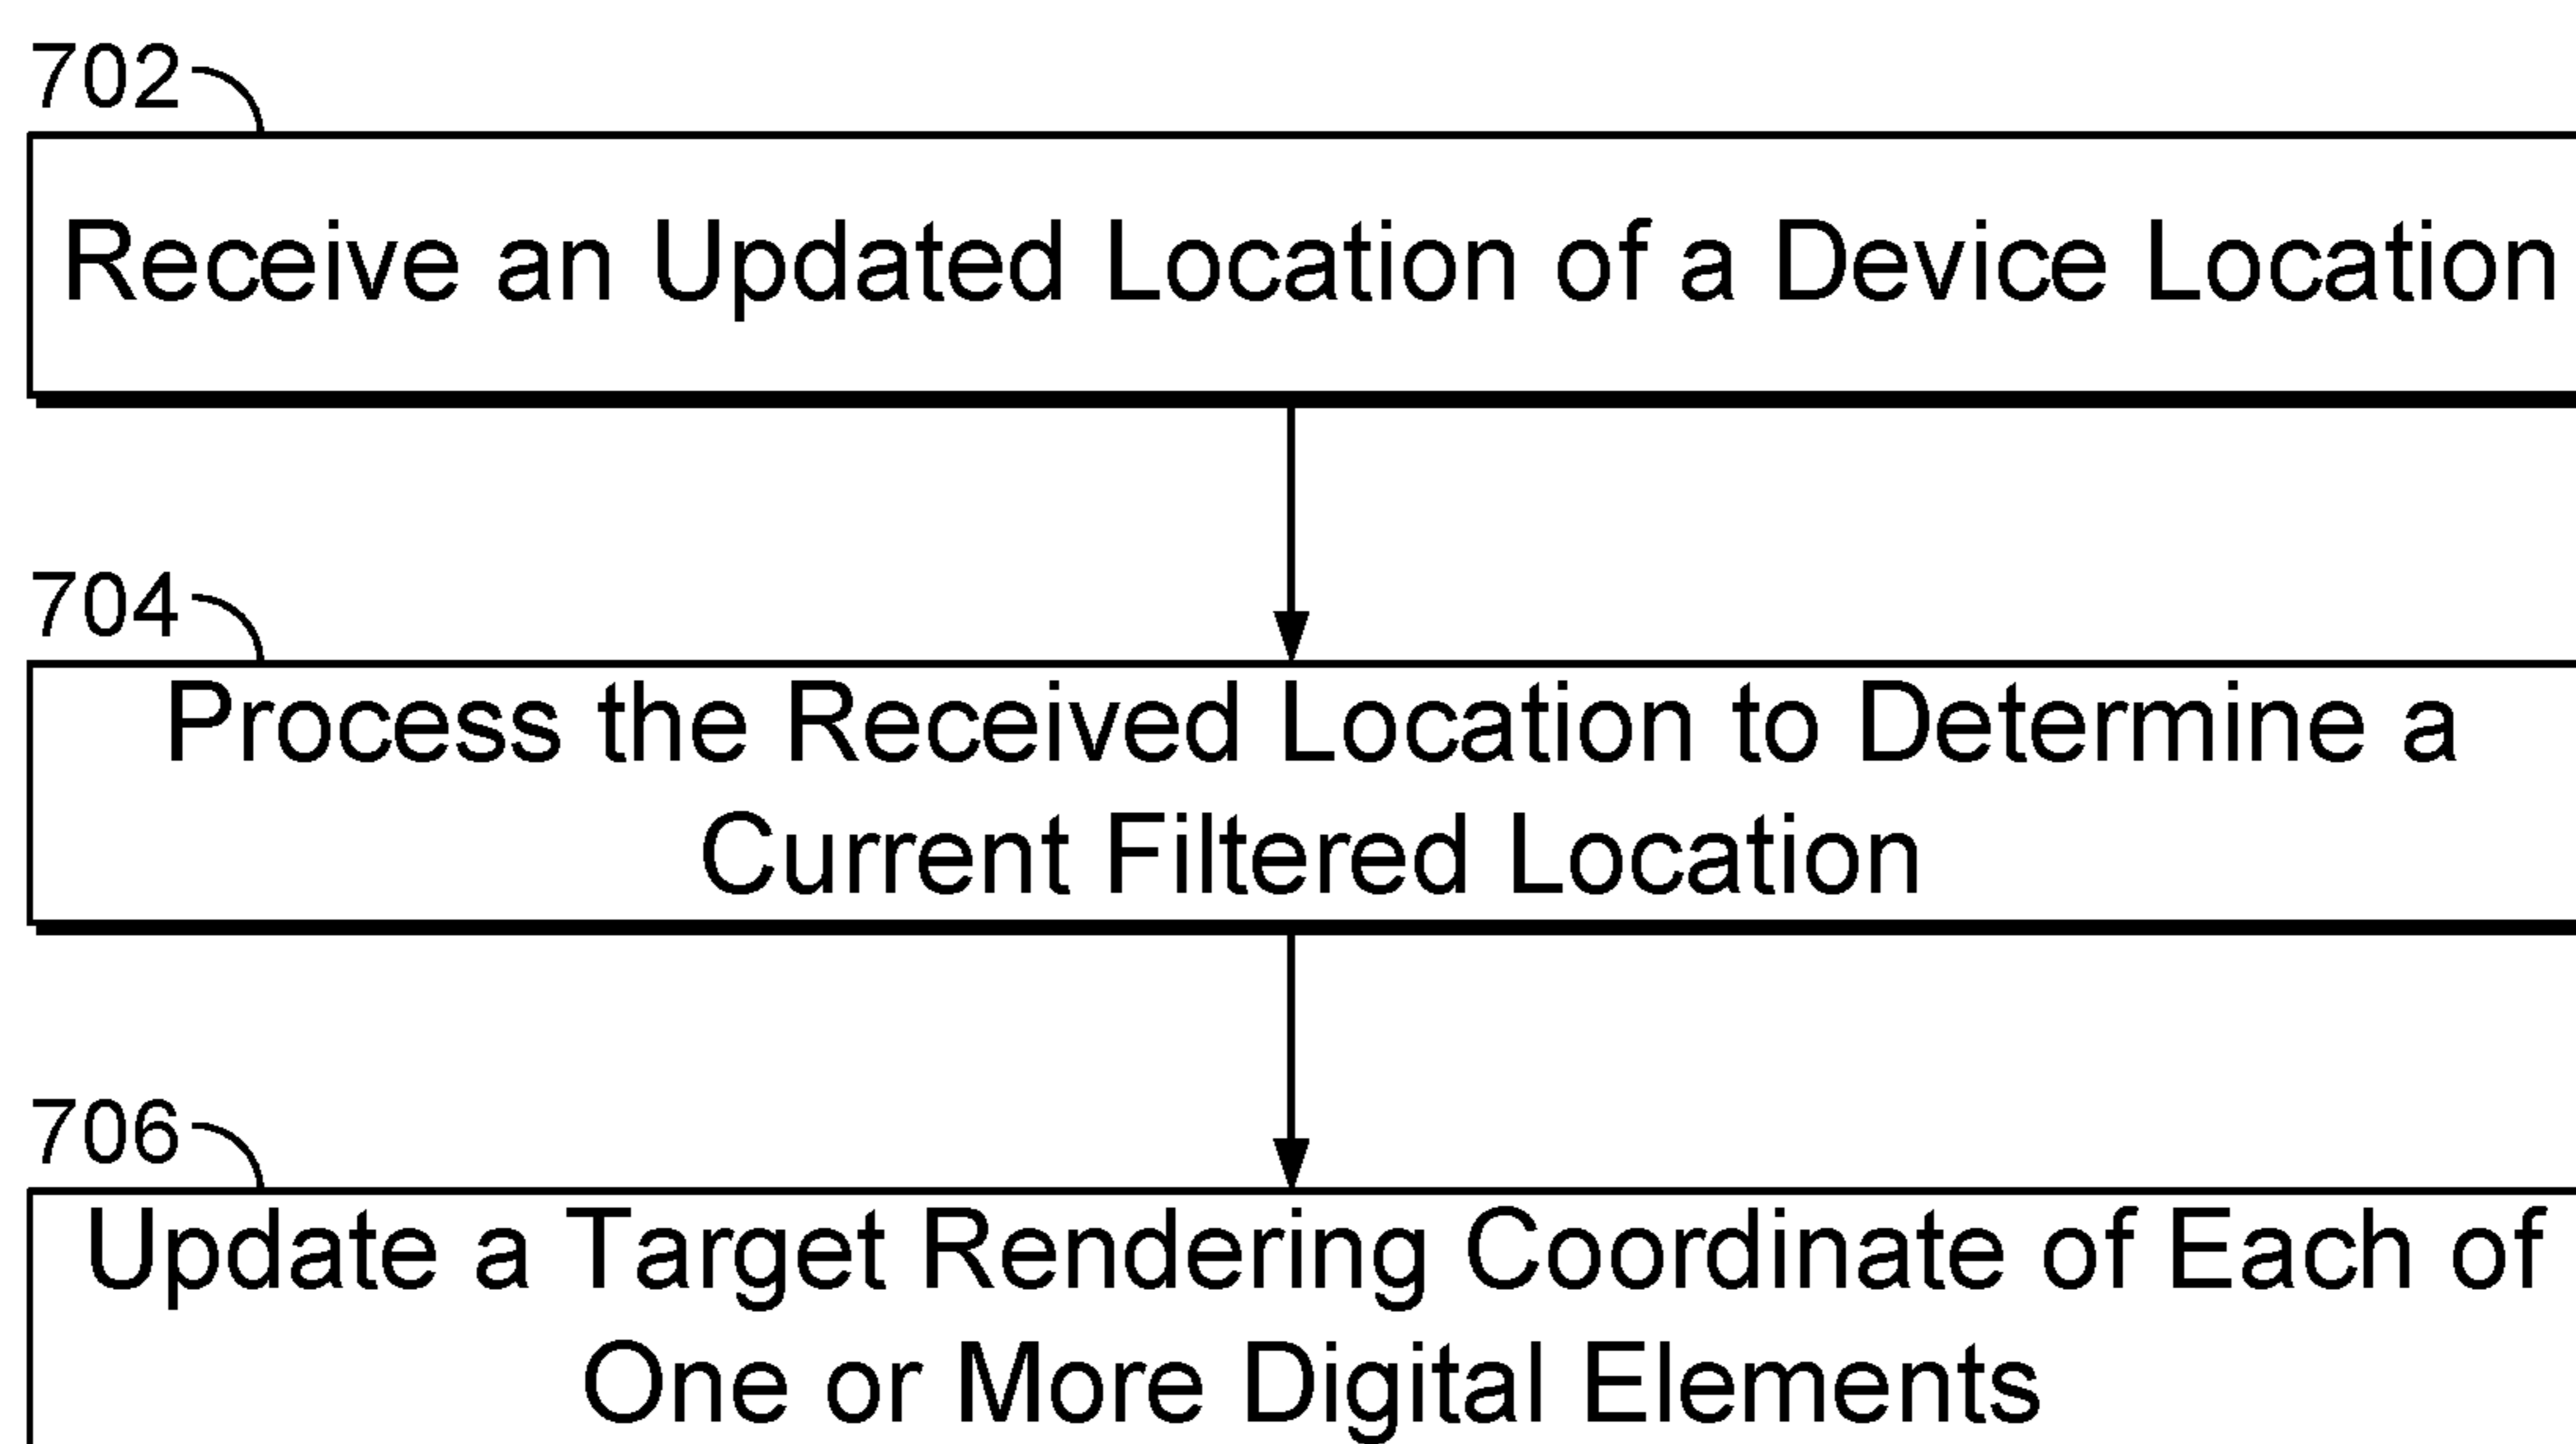 702
Receive an Updated Location of a Device Location
704
Process the Received Location to Determine a
Current Filtered Location
706
Update a Target Rendering Coordinate of Each of
One or More Digital Elements